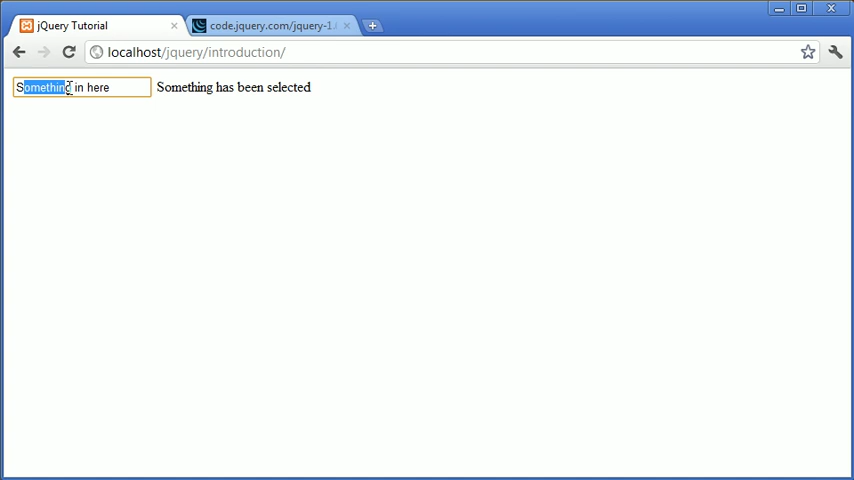 jQuery Tutorial
code.jquery.com/jquery-1.
localhost/jquery/introduction/
Something in here
Something has been selected